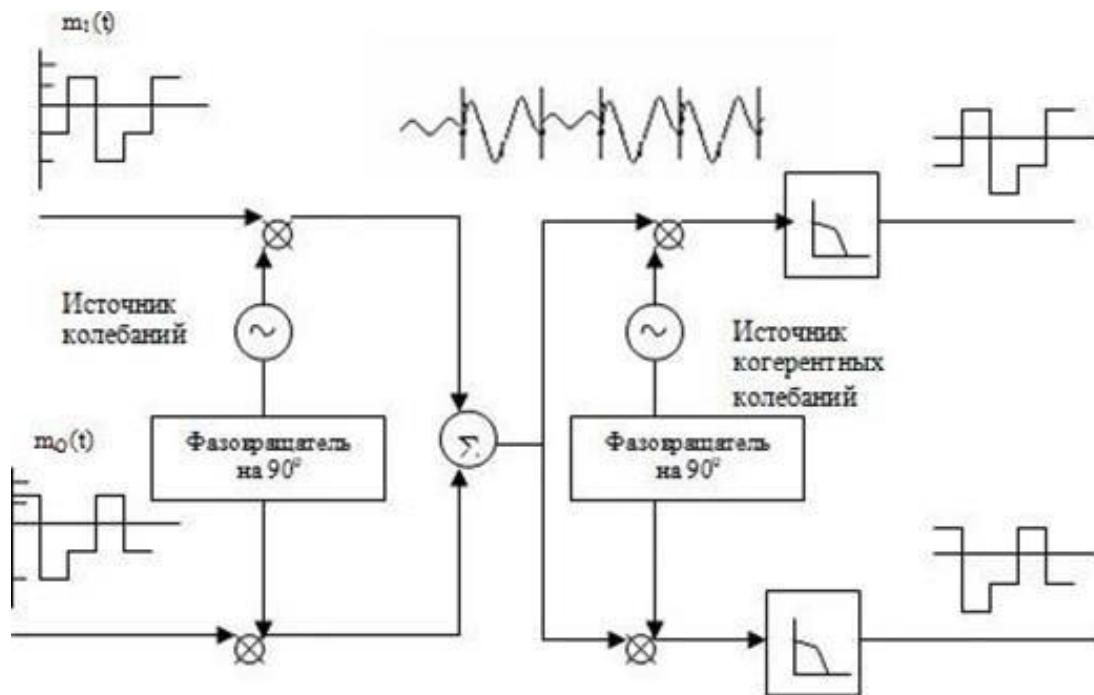 m₁(t)
Источник
колебаний
Источник
когерентных
колебаний
m_Q(t)
Фазовращатель
на 90°
Σ
Фазовращатель
на 90°